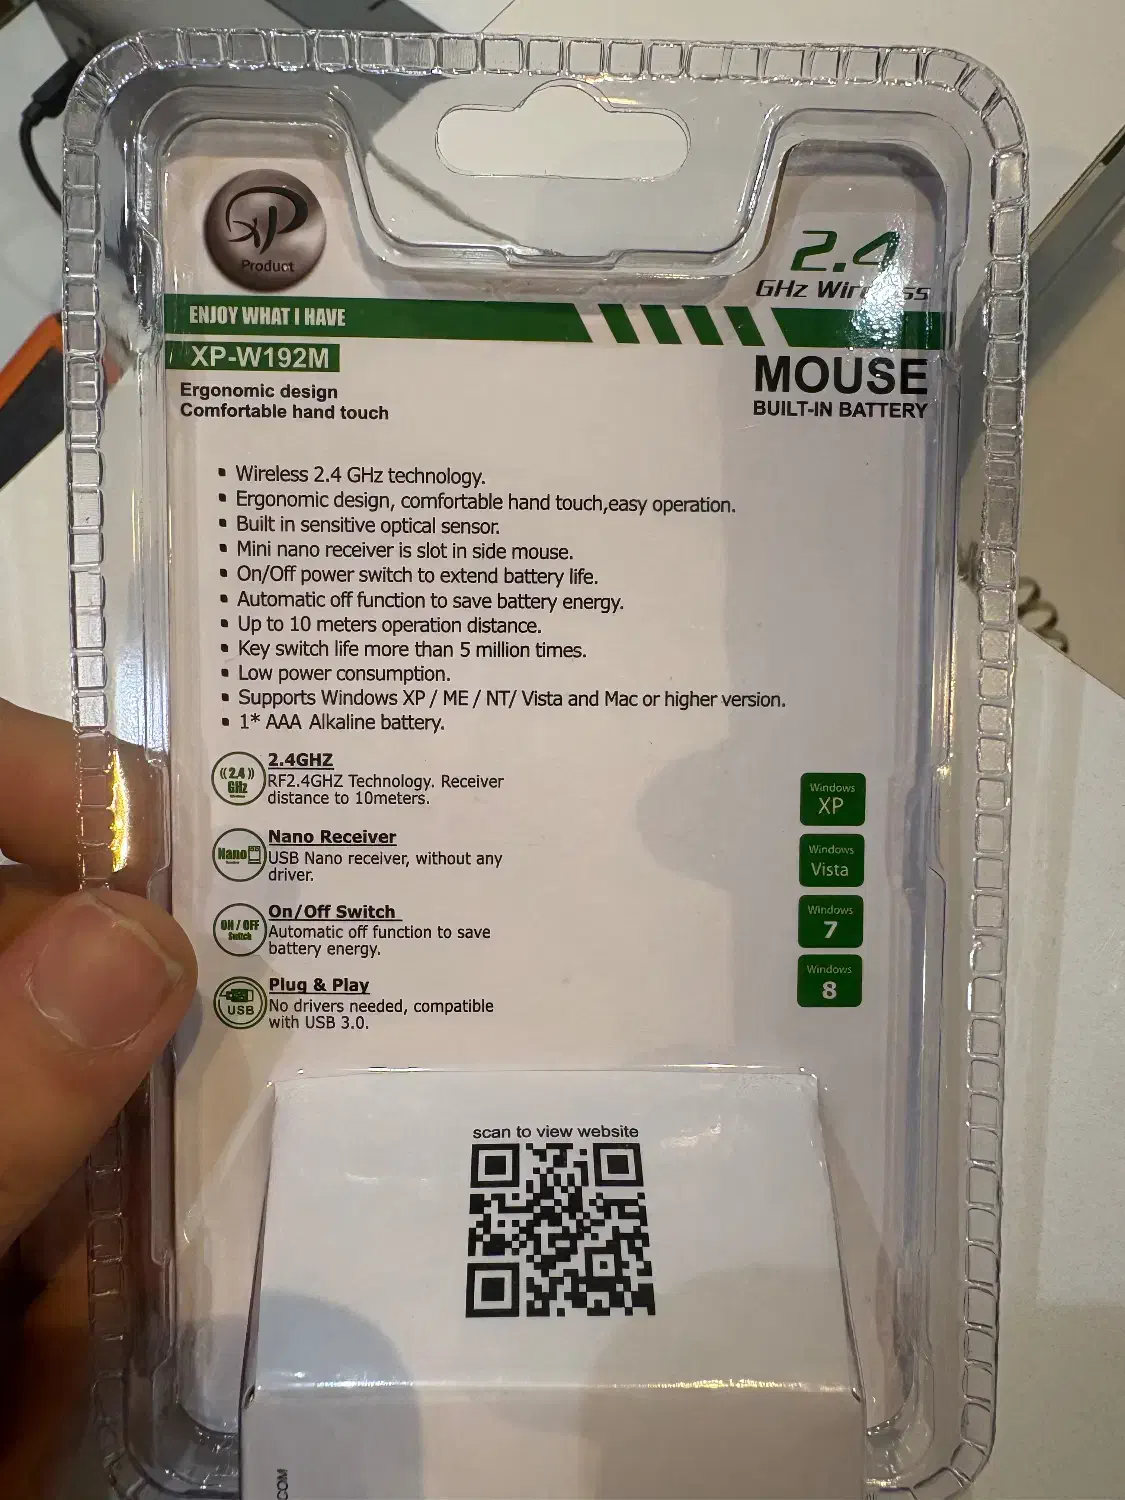 XP
Product
2.4
GHz Wireless
ENJOY WHAT I HAVE
XP-W192M
Ergonomic design
Comfortable hand touch
MOUSE
BUILT-IN BATTERY
▪ Wireless 2.4 GHz technology.
▪ Ergonomic design, comfortable hand touch,easy operation.
▪ Built in sensitive optical sensor.
▪ Mini nano receiver is slot in side mouse.
▪ On/Off power switch to extend battery life.
▪ Automatic off function to save battery energy.
▪ Up to 10 meters operation distance.
▪ Key switch life more than 5 million times.
▪ Low power consumption.
▪ Supports Windows XP / ME / NT/ Vista and Mac or higher version.
▪ 1* AAA Alkaline battery.
((2.4))
GHz
2.4GHZ
RF2.4GHZ Technology. Receiver
distance to 10meters.
Nano
Nano Receiver
USB Nano receiver, without any
driver.
ON / OFF
Switch
On/Off Switch
Automatic off function to save
battery energy.
USB
Plug & Play
No drivers needed, compatible
with USB 3.0.
Windows
XP
Windows
Vista
Windows
7
Windows
8
scan to view website
.COM